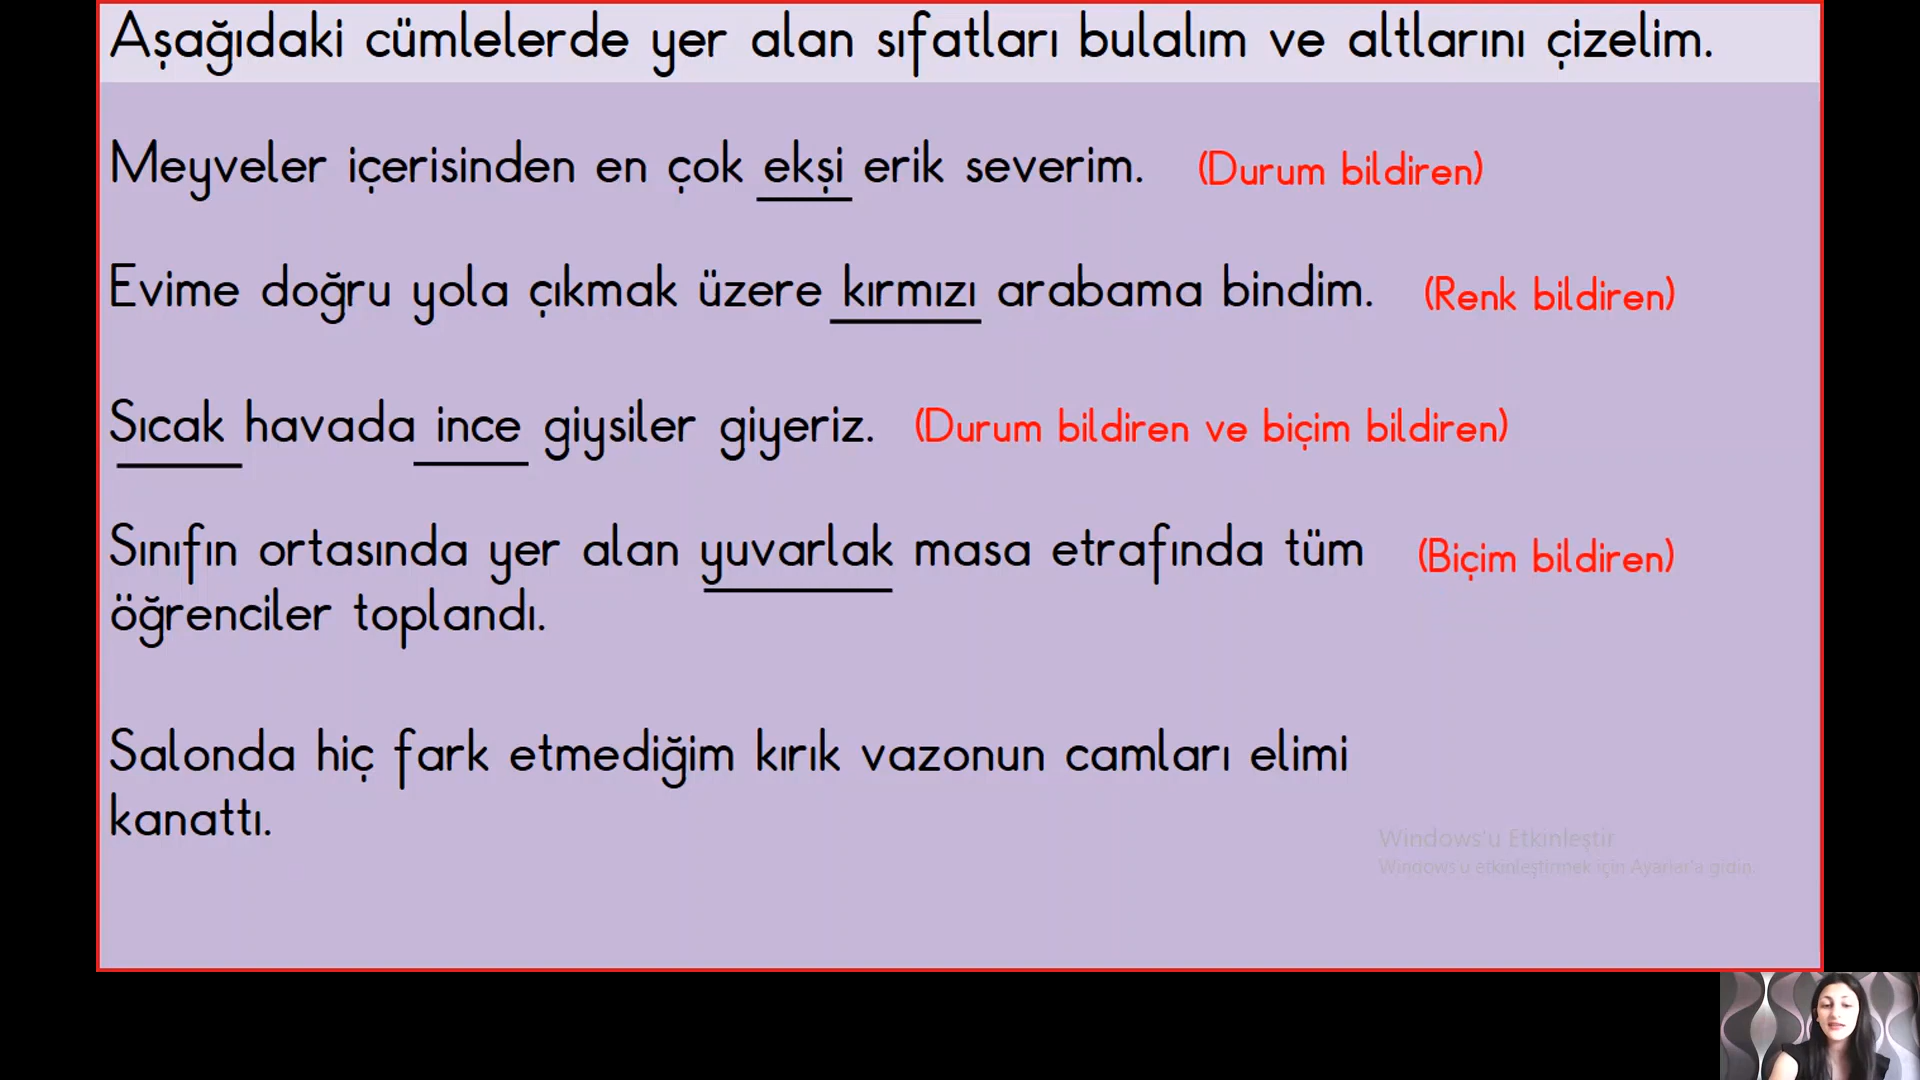 Aşağıdaki cümlelerde yer alan sıfatları bulalım ve altlarını çizelim.
Meyveler içerisinden en çok ekşi erik severim. (Durum bildiren)
Evime doğru yola çıkmak üzere kırmızı arabama bindim. (Renk bildiren)
Sıcak havada ince giysiler giyeriz. (Durum bildiren ve biçim bildiren)
Sınıfın ortasında yer alan yuvarlak masa etrafında tüm (Biçim bildiren)
öğrenciler toplandı.
Salonda hiç fark etmediğim kırık vazonun camları elimi
kanattı.
Windows'u Etkinleştir
Windows'u etkinleştirmek için Ayarlar'a gidin.